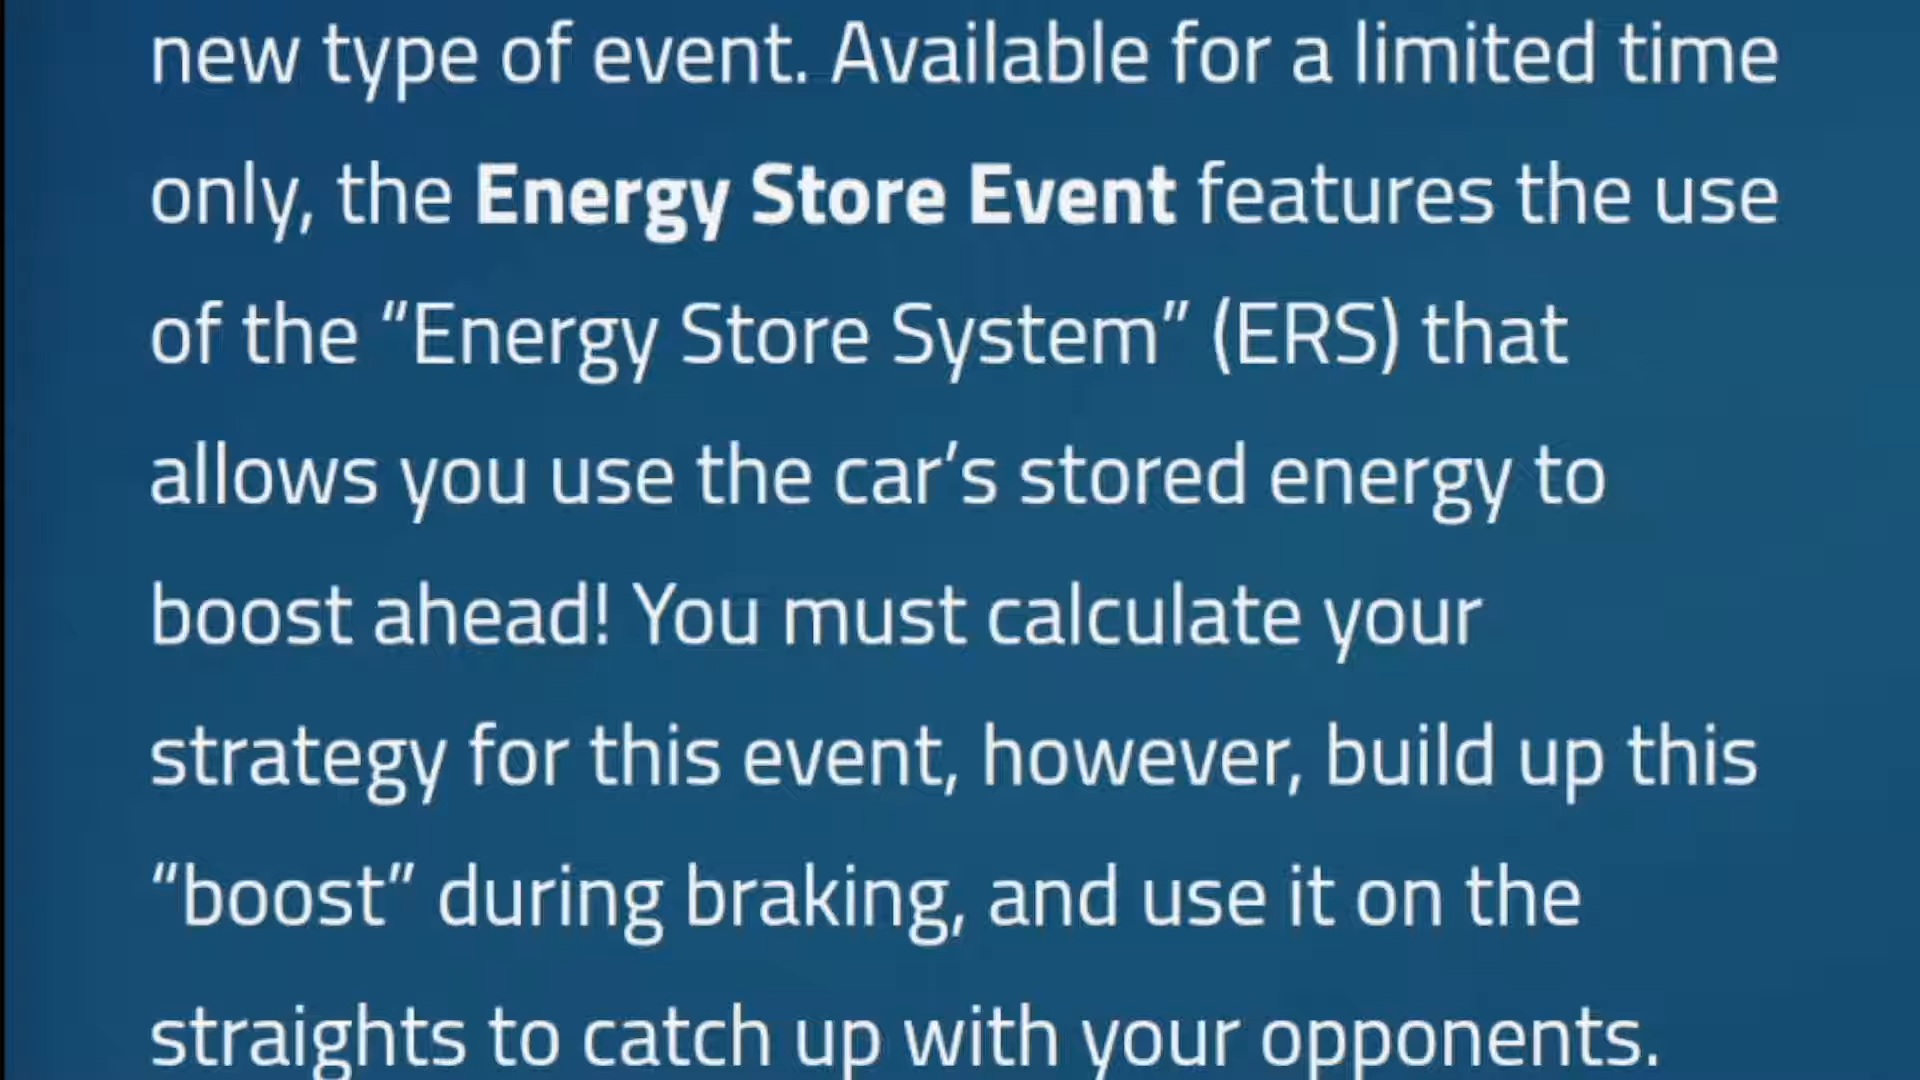 new type of event. Available for a limited time
only, the Energy Store Event features the use
of the “Energy Store System” (ERS) that
allows you use the car’s stored energy to
boost ahead! You must calculate your
strategy for this event, however, build up this
“boost” during braking, and use it on the
straights to catch up with your opponents.